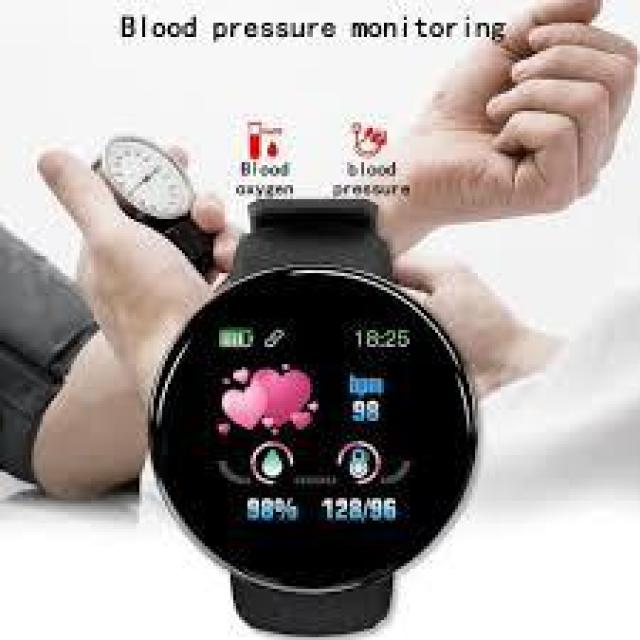 Blood pressure monitoring
Blood
oxygen
blood
pressure
18:25
bpm
98
98% 128/96